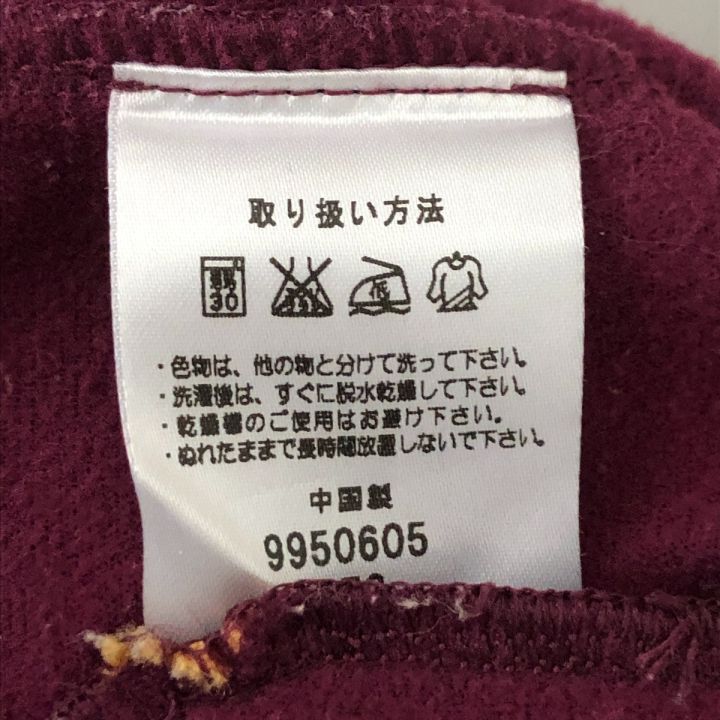 取り扱い方法
弱
30
低
・色物は、他の物と分けて洗って下さい。
・洗濯後は、すぐに脱水乾燥して下さい。
・乾燥機のご使用はお避け下さい。
・ぬれたままで長時間放置しないで下さい。
中国製
9950605